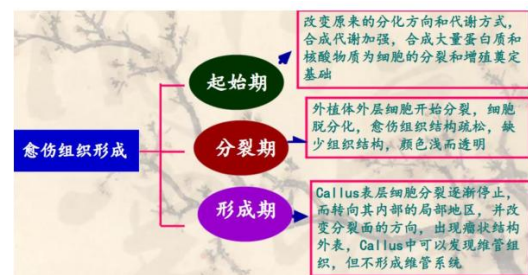 改变原来的分化方向和代谢方式，
合成代谢加强，合成大量蛋白质和
核酸物质为细胞的分裂和增殖奠定
基础
起始期
外植体外层细胞开始分裂，细胞
脱分化，愈伤组织结构疏松，缺
少组织结构，颜色浅而透明
愈伤组织形成
分裂期
Callus表层细胞分裂逐渐停止，
而转向其内部的局部地区，并改
变分裂面的方向，出现瘤状结构
外表，Callus中可以发现维管组
织，但不形成维管系统
形成期